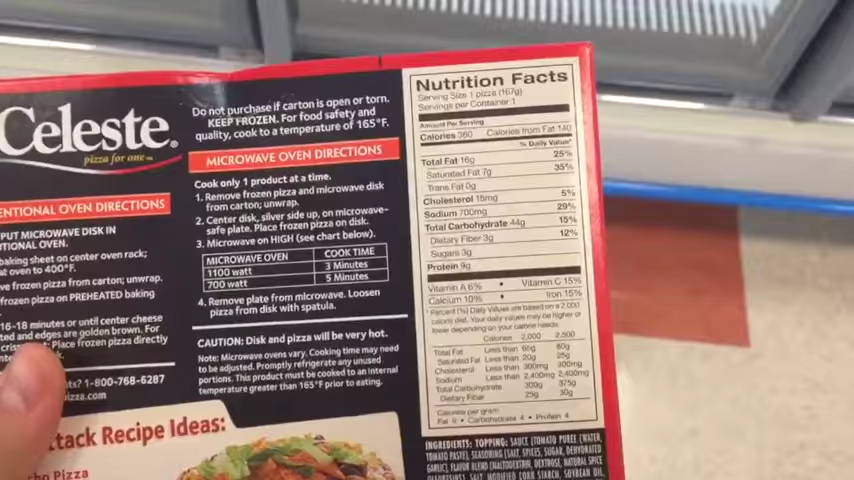 Celeste®
pizza for one™
ENTIONAL OVEN DIRECTIONS
PUT MICROWAVE DISK IN
TIONAL OVEN.
baking sheet on center oven rack;
at oven to 400°F.
ve frozen pizza from carton; unwrap.
frozen pizza on PREHEATED baking
16-18 minutes or until center cheese
ted and edges are golden brown. For
cris Place frozen pizza directly
k.
ts? 1-800-768-6287
pizza.com
Do not purchase if carton is open or torn.
KEEP FROZEN. For food safety and
quality, cook to a temperature of 165°F.
MICROWAVE OVEN DIRECTIONS
Cook only 1 product at a time.
1. Remove frozen pizza and microwave disk
from carton; unwrap.
2. Center disk, silver side up, on microwave-
safe plate. Place frozen pizza on disk.
3. Microwave on HIGH (see chart below).
MICROWAVE OVEN COOK TIME
1100 watt 3 Minutes
700 watt 5 Minutes
4. Remove plate from microwave. Loosen
pizza from disk with spatula.
CAUTION: Disk and pizza will be very hot.
Note: Microwave ovens vary. Cooking time may need
to be adjusted. Promptly refrigerate any unused
portions. This product must be cooked to an internal
temperature greater than 165°F prior to eating.
tack Recipe Ideas:
cho Pizza
Nutrition Facts
Serving Size 1 pizza (167g)
Servings per Container 1
Amount Per Serving
Calories 360 Calories from Fat 140
% Daily Value*
Total Fat 16g 25%
Saturated Fat 7g 35%
Trans Fat 0g
Cholesterol 15mg 5%
Sodium 700mg 29%
Total Carbohydrate 44g 15%
Dietary Fiber 3g 12%
Sugars 3g
Protein 9g
Vitamin A 6% • Vitamin C 15%
Calcium 10% • Iron 15%
*Percent (%) Daily Values are based on a 2,000
calorie diet. Your daily values may be higher or
lower depending on your calorie needs.
Calories 2,000 2,500
Total Fat Less than 65g 80g
Saturated Fat Less than 20g 25g
Cholesterol Less than 300mg 300mg
Sodium Less than 2,400mg 2,400mg
Total Carbohydrate 300g 375g
Dietary Fiber 25g 30g
Calories per gram
Fat 9 • Carbohydrate 4 • Protein 4
INGREDIENTS: TOPPING: SAUCE (TOMATO PUREE (WATER,
TOMATO PASTE), SEASONING (SALT, SPICES, SUGAR, DEHYDRATED
GARLIC), FLAVOR BLEND (MALTODEXTRIN, DEXTROSE, NATURAL SPICE
OLEORESINS), SALT, MODIFIED CORN STARCH, SOYBEAN OIL,